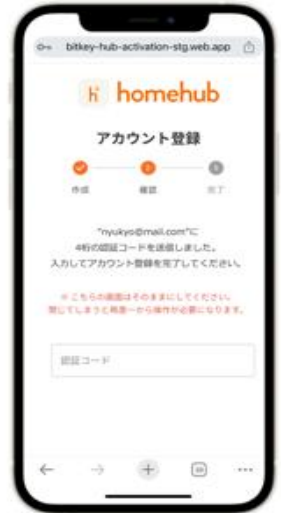 bitkey-hub-activation-stg.web.app
hi homehub
アカウント登録
作成 確認 完了
"nyukyo@mail.com"に
4桁の認証コードを送信しました。
入力してアカウント登録を完了してください。
※こちらの画面はそのままにしてください。
閉じてしまうと再度一から操作が必要になります。
認証コード